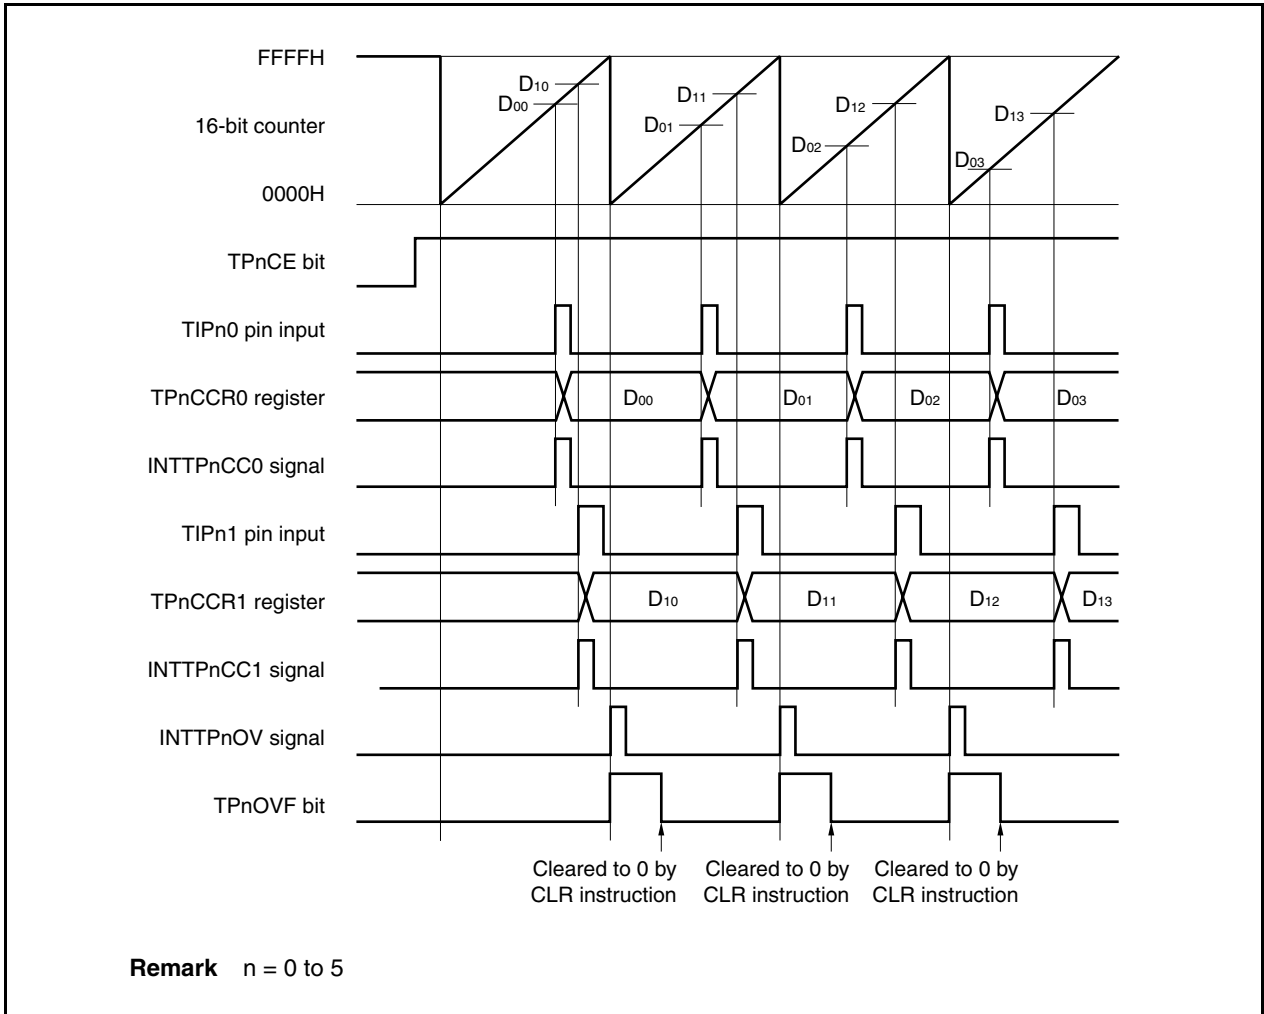 FFFFH
D10
D00
D11
D01
D12
D02
D13
D03
16-bit counter
0000H
TPnCE bit
TIPn0 pin input
TPnCCR0 register
D00
D01
D02
D03
INTTPnCC0 signal
TIPn1 pin input
TPnCCR1 register
D10
D11
D12
D13
INTTPnCC1 signal
INTTPnOV signal
TPnOVF bit
Cleared to 0 by
CLR instruction
Cleared to 0 by
CLR instruction
Cleared to 0 by
CLR instruction
Remark n = 0 to 5